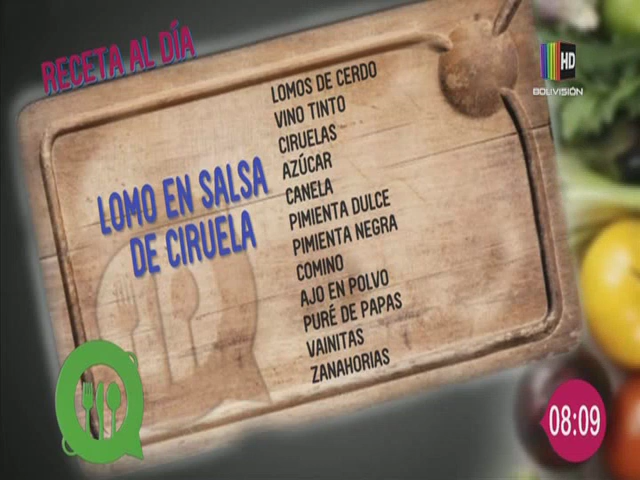 RECETA AL DÍA
HD
BOLIVISIÓN
LOMO EN SALSA
DE CIRUELA
LOMOS DE CERDO
VINO TINTO
CIRUELAS
AZÚCAR
CANELA
PIMIENTA DULCE
PIMIENTA NEGRA
COMINO
AJO EN POLVO
PURÉ DE PAPAS
VAINITAS
ZANAHORIAS
08:09